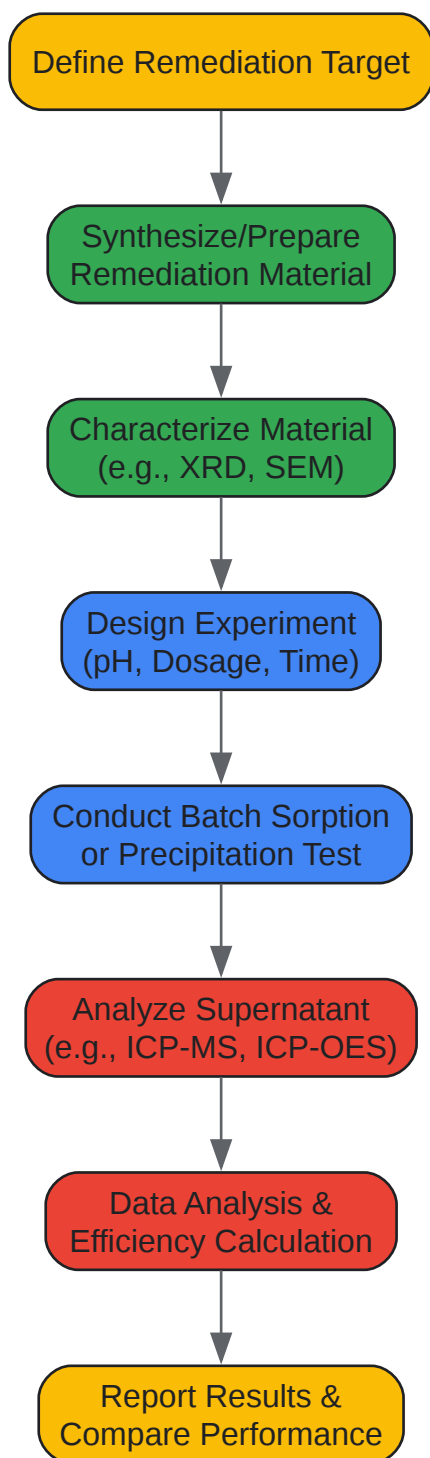 Define Remediation Target
Synthesize/Prepare
Remediation Material
Characterize Material
(e.g., XRD, SEM)
Design Experiment
(pH, Dosage, Time)
Conduct Batch Sorption
or Precipitation Test
Analyze Supernatant
(e.g., ICP-MS, ICP-OES)
Data Analysis &
Efficiency Calculation
Report Results &
Compare Performance